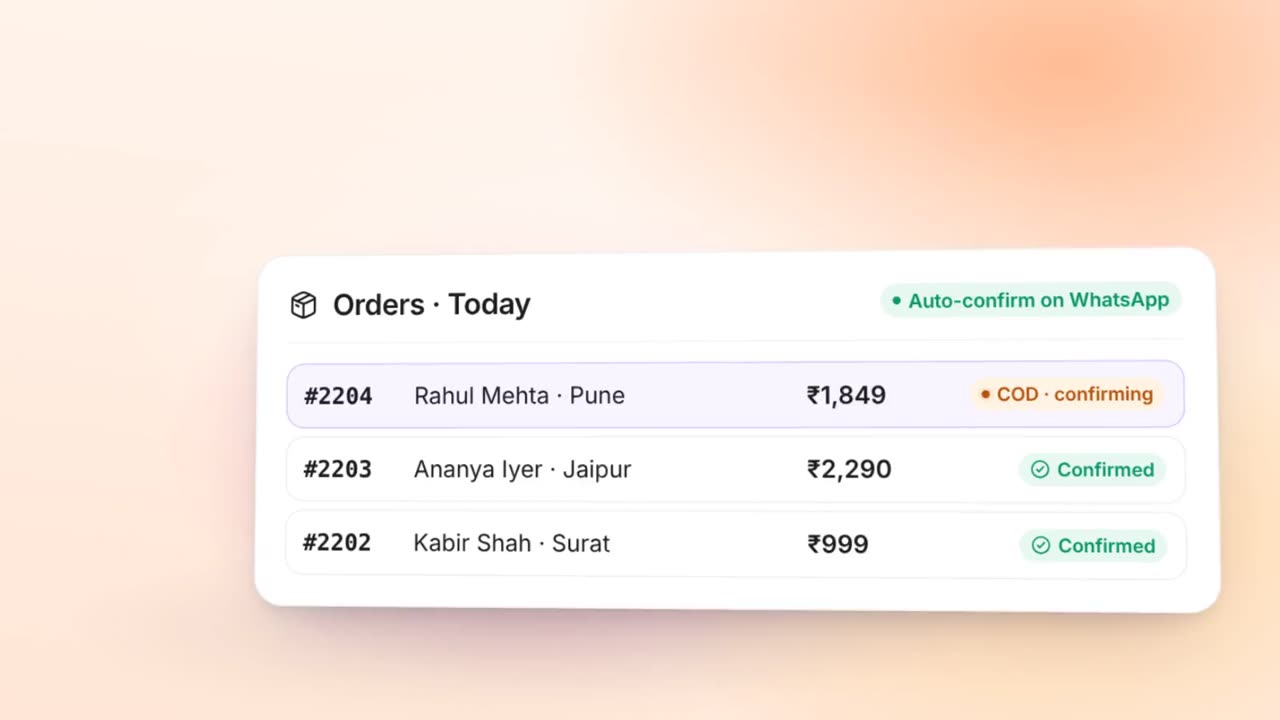 Orders · Today
Auto-confirm on WhatsApp
#2204 Rahul Mehta · Pune ₹1,849 COD · confirming
#2203 Ananya Iyer · Jaipur ₹2,290 Confirmed
#2202 Kabir Shah · Surat ₹999 Confirmed